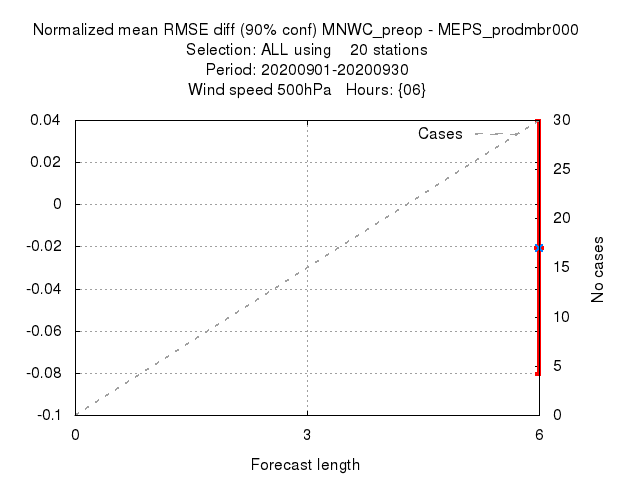 Normalized mean RMSE diff (90% conf) MNWC_preop - MEPS_prodmbr000
Selection: ALL using    20 stations
Period: 20200901-20200930
Wind speed 500hPa   Hours: {06}
Cases
0.04
0.02
0
-0.02
-0.04
-0.06
-0.08
-0.1
30
25
20
15
10
5
0
No cases
0
3
6
Forecast length